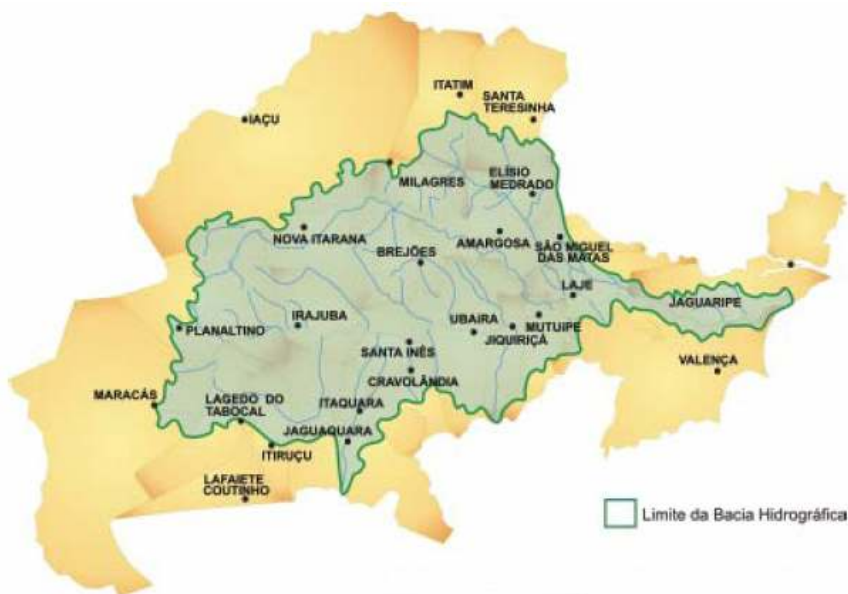 ITATIM
SANTA
TERESINHA
IAÇU
MILAGRES
ELÍSIO
MEDRADO
NOVA ITARANA
AMARGOSA
SÃO MIGUEL
DAS MATAS
BREJÕES
LAJE
JAGUARIPE
PLANALTINO
IRAJUBA
UBAIRA
MUTUIPE
JIQUIRIÇÁ
SANTA INÊS
VALENÇA
CRAVOLÂNDIA
MARACÁS
LAGEDO DO
TABOCAL
ITAQUARA
JAGUAQUARA
ITIRUÇU
LAFAIETE
COUTINHO
Limite da Bacia Hidrográfica